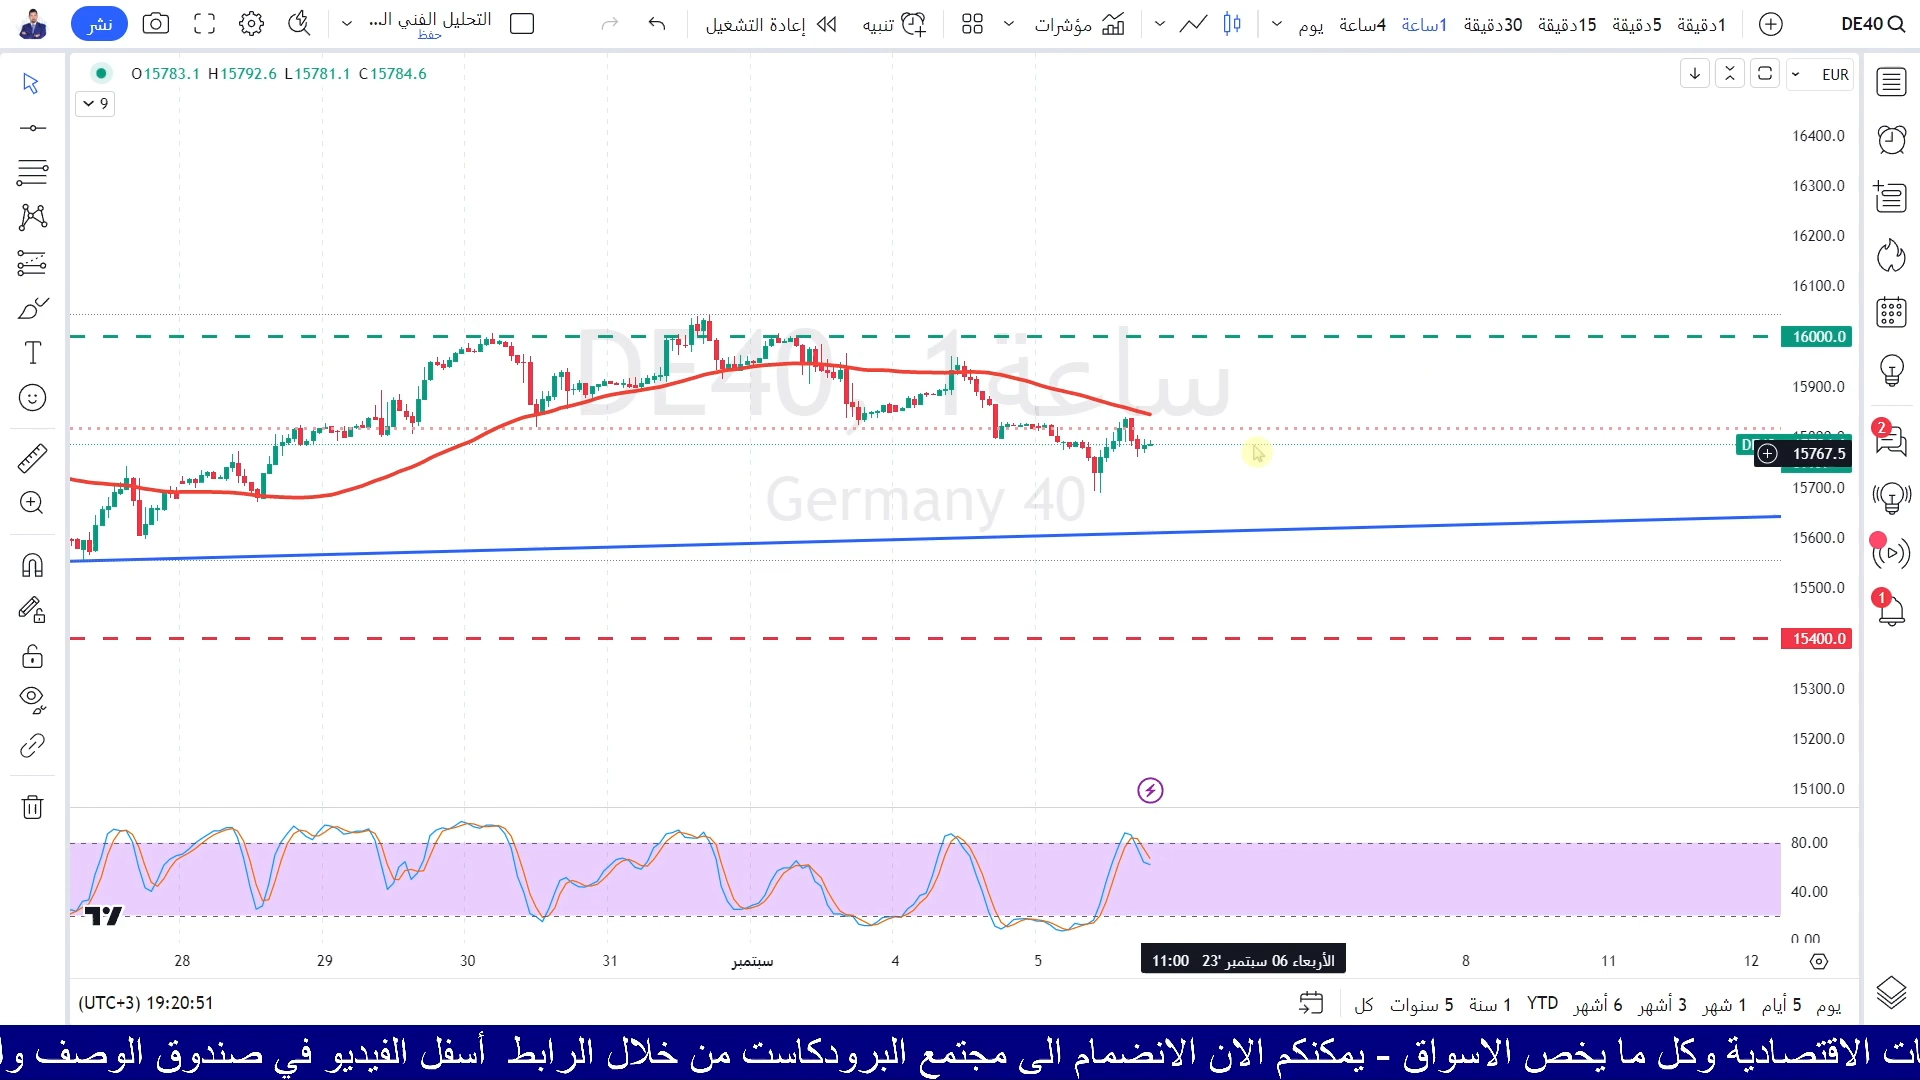 نشر
التحليل الفني الـ...
حفظ
إعادة التشغيل
تنبيه
مؤشرات
يوم
4ساعة
1ساعة
30دقيقة
15دقيقة
5دقيقة
1دقيقة
DE40
O15783.1 H15792.6 L15781.1 C15784.6
EUR
9
16400.0
16300.0
16200.0
16100.0
16000.0
15900.0
15767.5
15700.0
15600.0
15500.0
15400.0
15300.0
15200.0
15100.0
DE40, 1 ساعة
Germany 40
2
1
80.00
40.00
0.00
28
29
30
31
سبتمبر
4
5
الأربعاء 06 سبتمبر '23 11:00
8
11
12
19:20:51 (UTC+3)
كل
5 سنوات
1 سنة
YTD
6 أشهر
3 أشهر
1 شهر
5 أيام
يوم
الاقتصادية وكل ما يخص الاسواق - يمكنكم الان الانضمام الى مجتمع البرودكاست من خلال الرابط أسفل الفيديو في صندوق الوصف